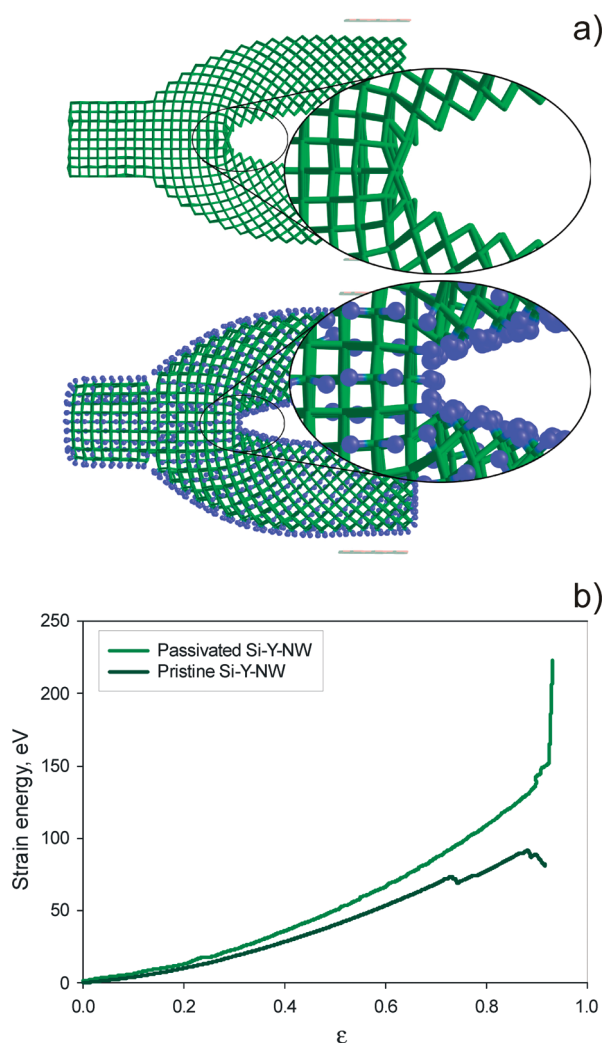 a)
b)
250
200
150
100
50
0
Strain energy, eV
Passivated Si-Y-NW
Pristine Si-Y-NW
0.0 0.2 0.4 0.6 0.8 1.0
ε